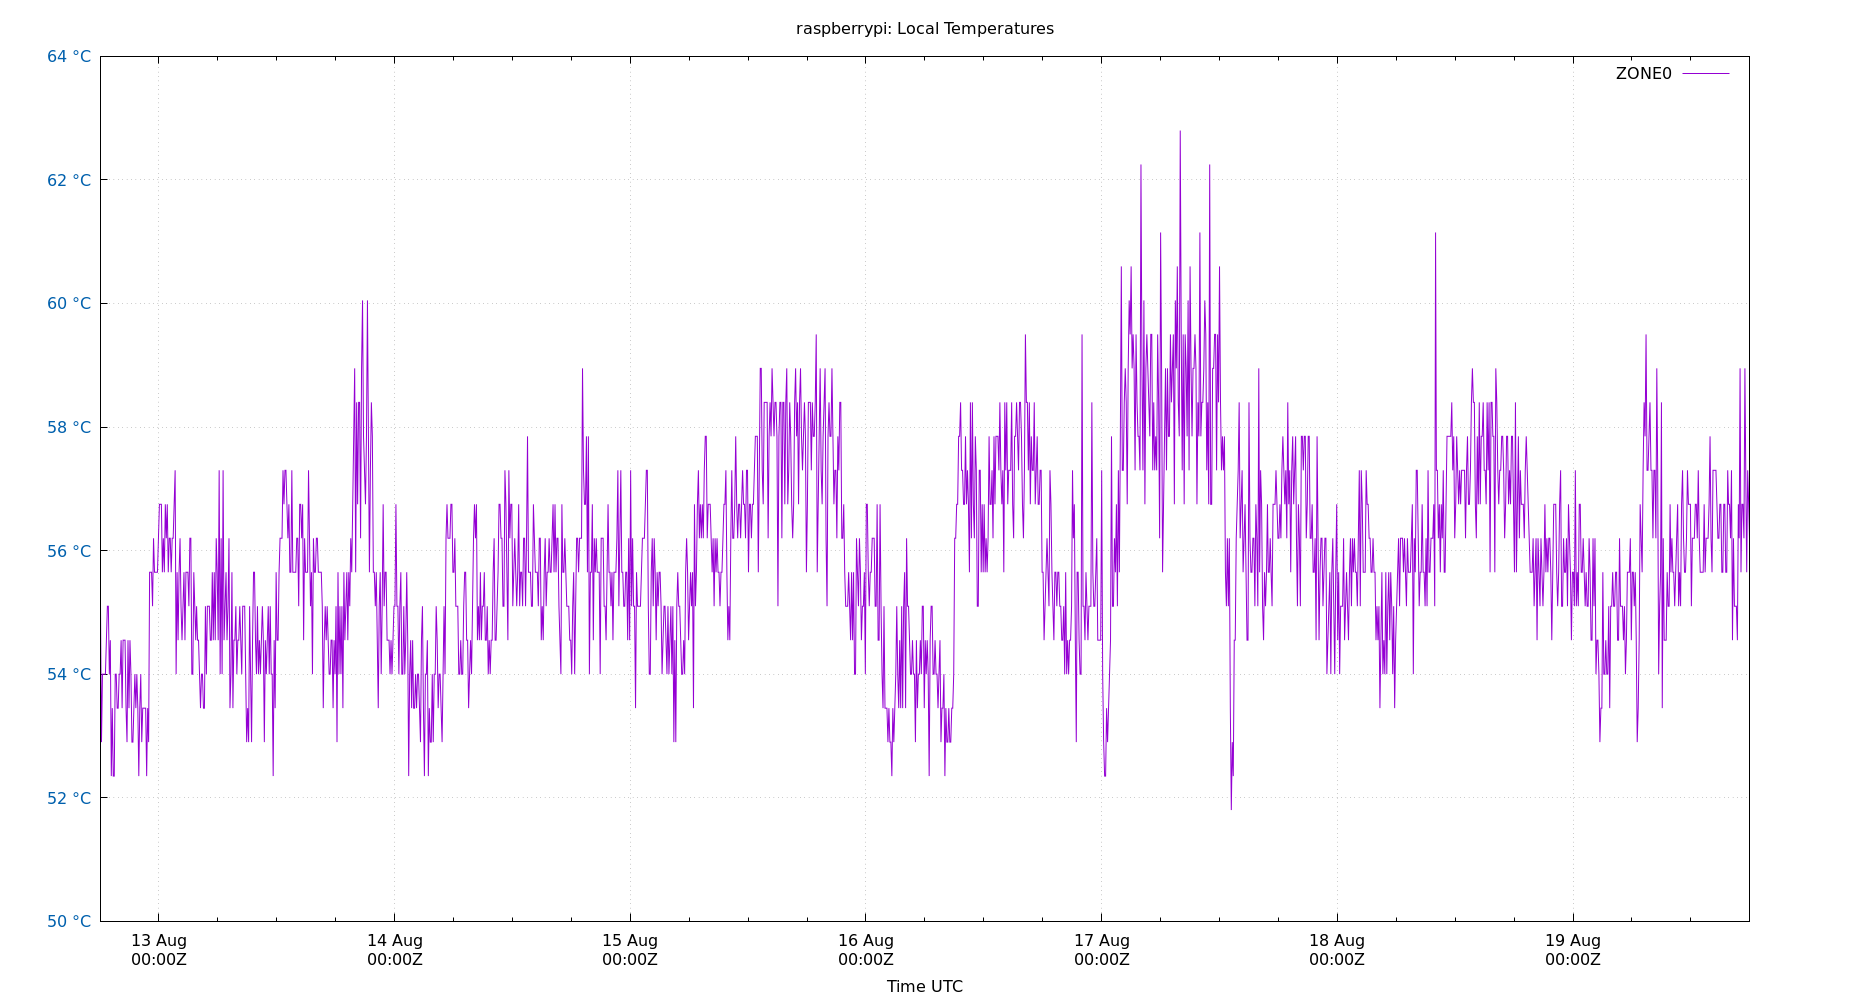 raspberrypi: Local Temperatures
64 °C
ZONE0
62 °C
60 °C
58 °C
56 °C
54 °C
52 °C
50 °C
13 Aug 14 Aug 15 Aug 16 Aug 17 Aug 18 Aug 19 Aug
00:00Z 00:00Z 00:00Z 00:00Z 00:00Z 00:00Z 00:00Z
Time UTC